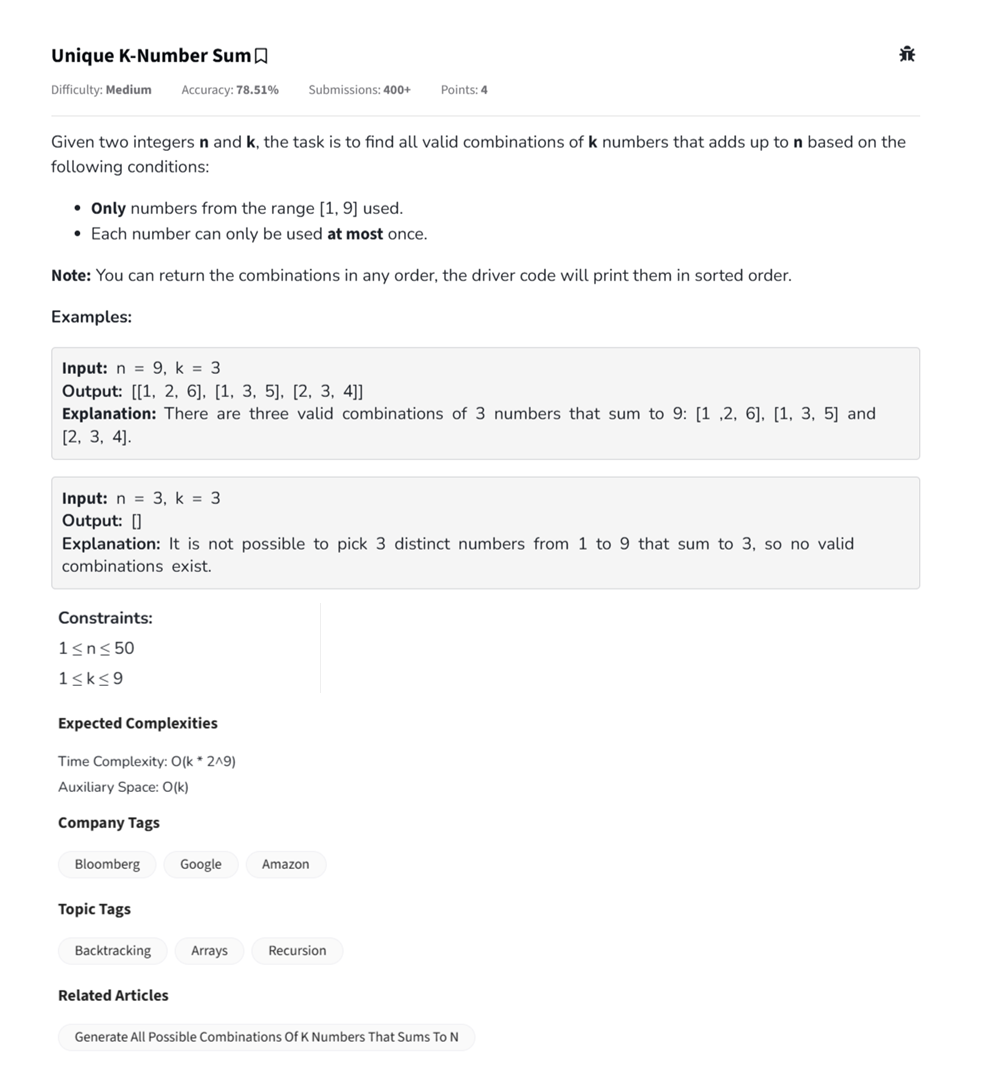 Unique K-Number Sum
Difficulty: Medium Accuracy: 78.51% Submissions: 400+ Points: 4
Given two integers n and k, the task is to find all valid combinations of k numbers that adds up to n based on the
following conditions:
• Only numbers from the range [1, 9] used.
• Each number can only be used at most once.
Note: You can return the combinations in any order, the driver code will print them in sorted order.
Examples:
Input: n = 9, k = 3
Output: [[1, 2, 6], [1, 3, 5], [2, 3, 4]]
Explanation: There are three valid combinations of 3 numbers that sum to 9: [1 ,2, 6], [1, 3, 5] and
[2, 3, 4].
Input: n = 3, k = 3
Output: []
Explanation: It is not possible to pick 3 distinct numbers from 1 to 9 that sum to 3, so no valid
combinations exist.
Constraints:
1 ≤ n ≤ 50
1 ≤ k ≤ 9
Expected Complexities
Time Complexity: O(k * 2^9)
Auxiliary Space: O(k)
Company Tags
Bloomberg Google Amazon
Topic Tags
Backtracking Arrays Recursion
Related Articles
Generate All Possible Combinations Of K Numbers That Sums To N